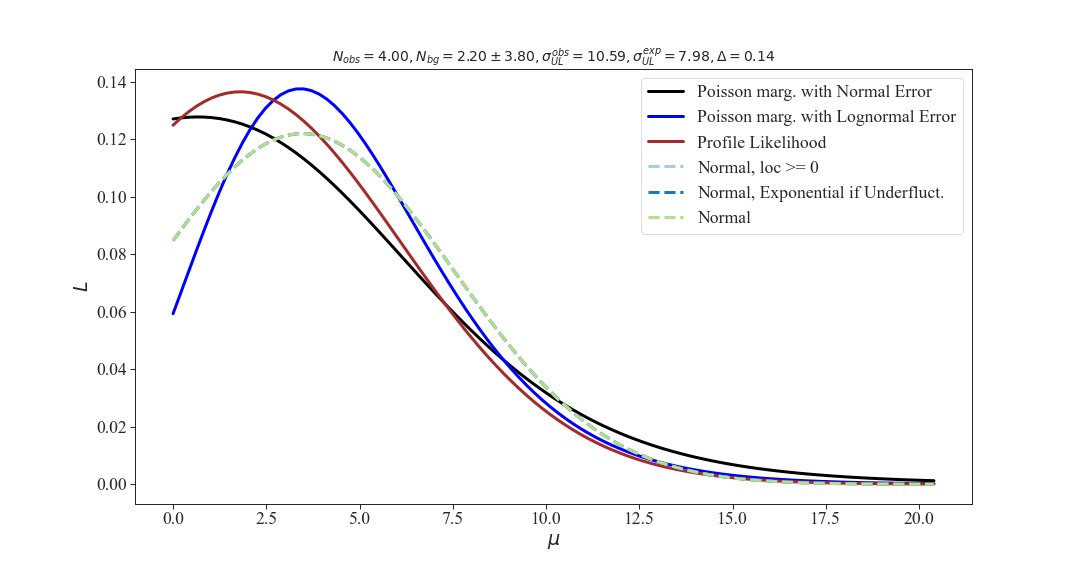 N_obs = 4.00, N_bg = 2.20 ± 3.80, σ_UL^obs = 10.59, σ_UL^exp = 7.98, Δ = 0.14
Poisson marg. with Normal Error
Poisson marg. with Lognormal Error
Profile Likelihood
Normal, loc >= 0
Normal, Exponential if Underfluct.
Normal
0.14
0.12
0.10
0.08
0.06
0.04
0.02
0.00
L
0.0 2.5 5.0 7.5 10.0 12.5 15.0 17.5 20.0
μ